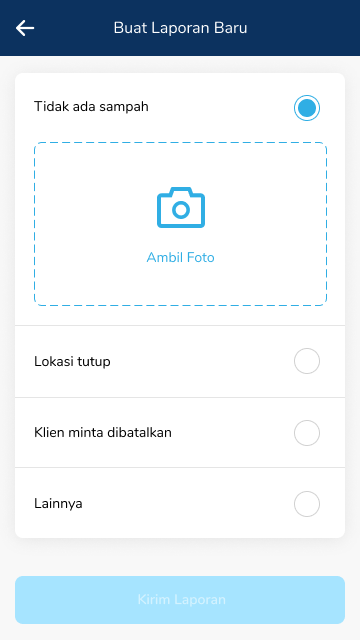 Buat Laporan Baru
Tidak ada sampah
Ambil Foto
Lokasi tutup
Klien minta dibatalkan
Lainnya
Kirim Laporan